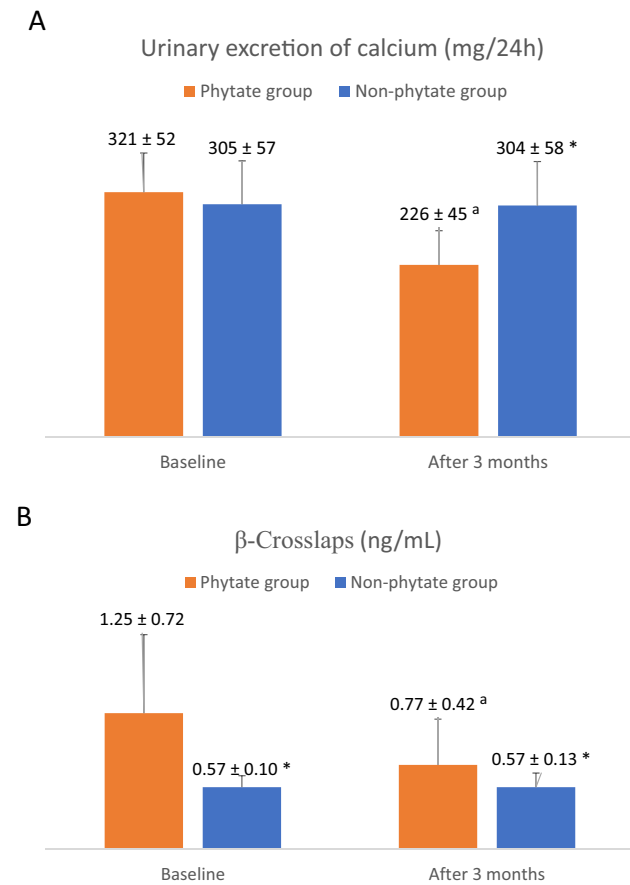 A
Urinary excretion of calcium (mg/24h)
Phytate group Non-phytate group
321 ± 52 305 ± 57 304 ± 58 *
226 ± 45 a
Baseline After 3 months
B
β-Crosslaps (ng/mL)
Phytate group Non-phytate group
1.25 ± 0.72
0.77 ± 0.42 a
0.57 ± 0.10 * 0.57 ± 0.13 *
Baseline After 3 months